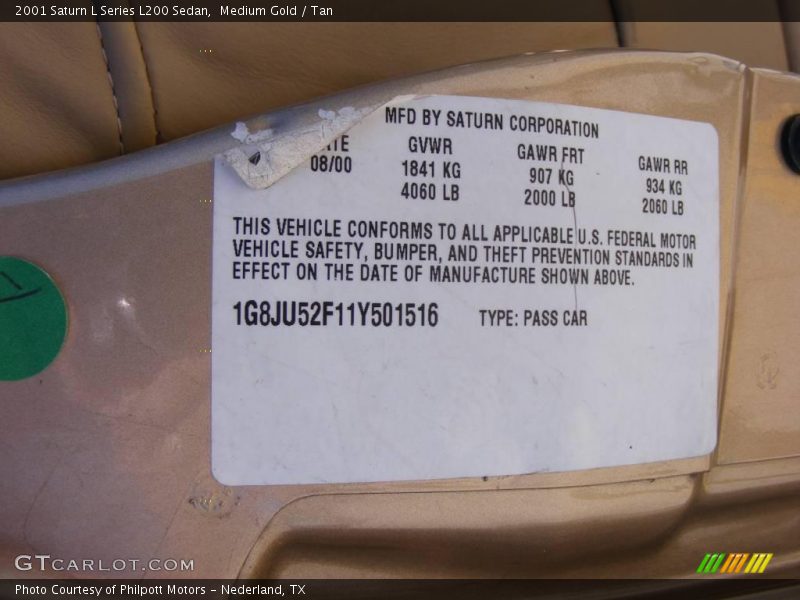 2001 Saturn L Series L200 Sedan, Medium Gold / Tan
MFD BY SATURN CORPORATION
GVWR GAWR FRT GAWR RR
08/00 1841 KG 907 KG 934 KG
4060 LB 2000 LB 2060 LB
THIS VEHICLE CONFORMS TO ALL APPLICABLE U.S. FEDERAL MOTOR
VEHICLE SAFETY, BUMPER, AND THEFT PREVENTION STANDARDS IN
EFFECT ON THE DATE OF MANUFACTURE SHOWN ABOVE.
1G8JU52F11Y501516 TYPE: PASS CAR
GTCARLOT.COM
Photo Courtesy of Philpott Motors - Nederland, TX